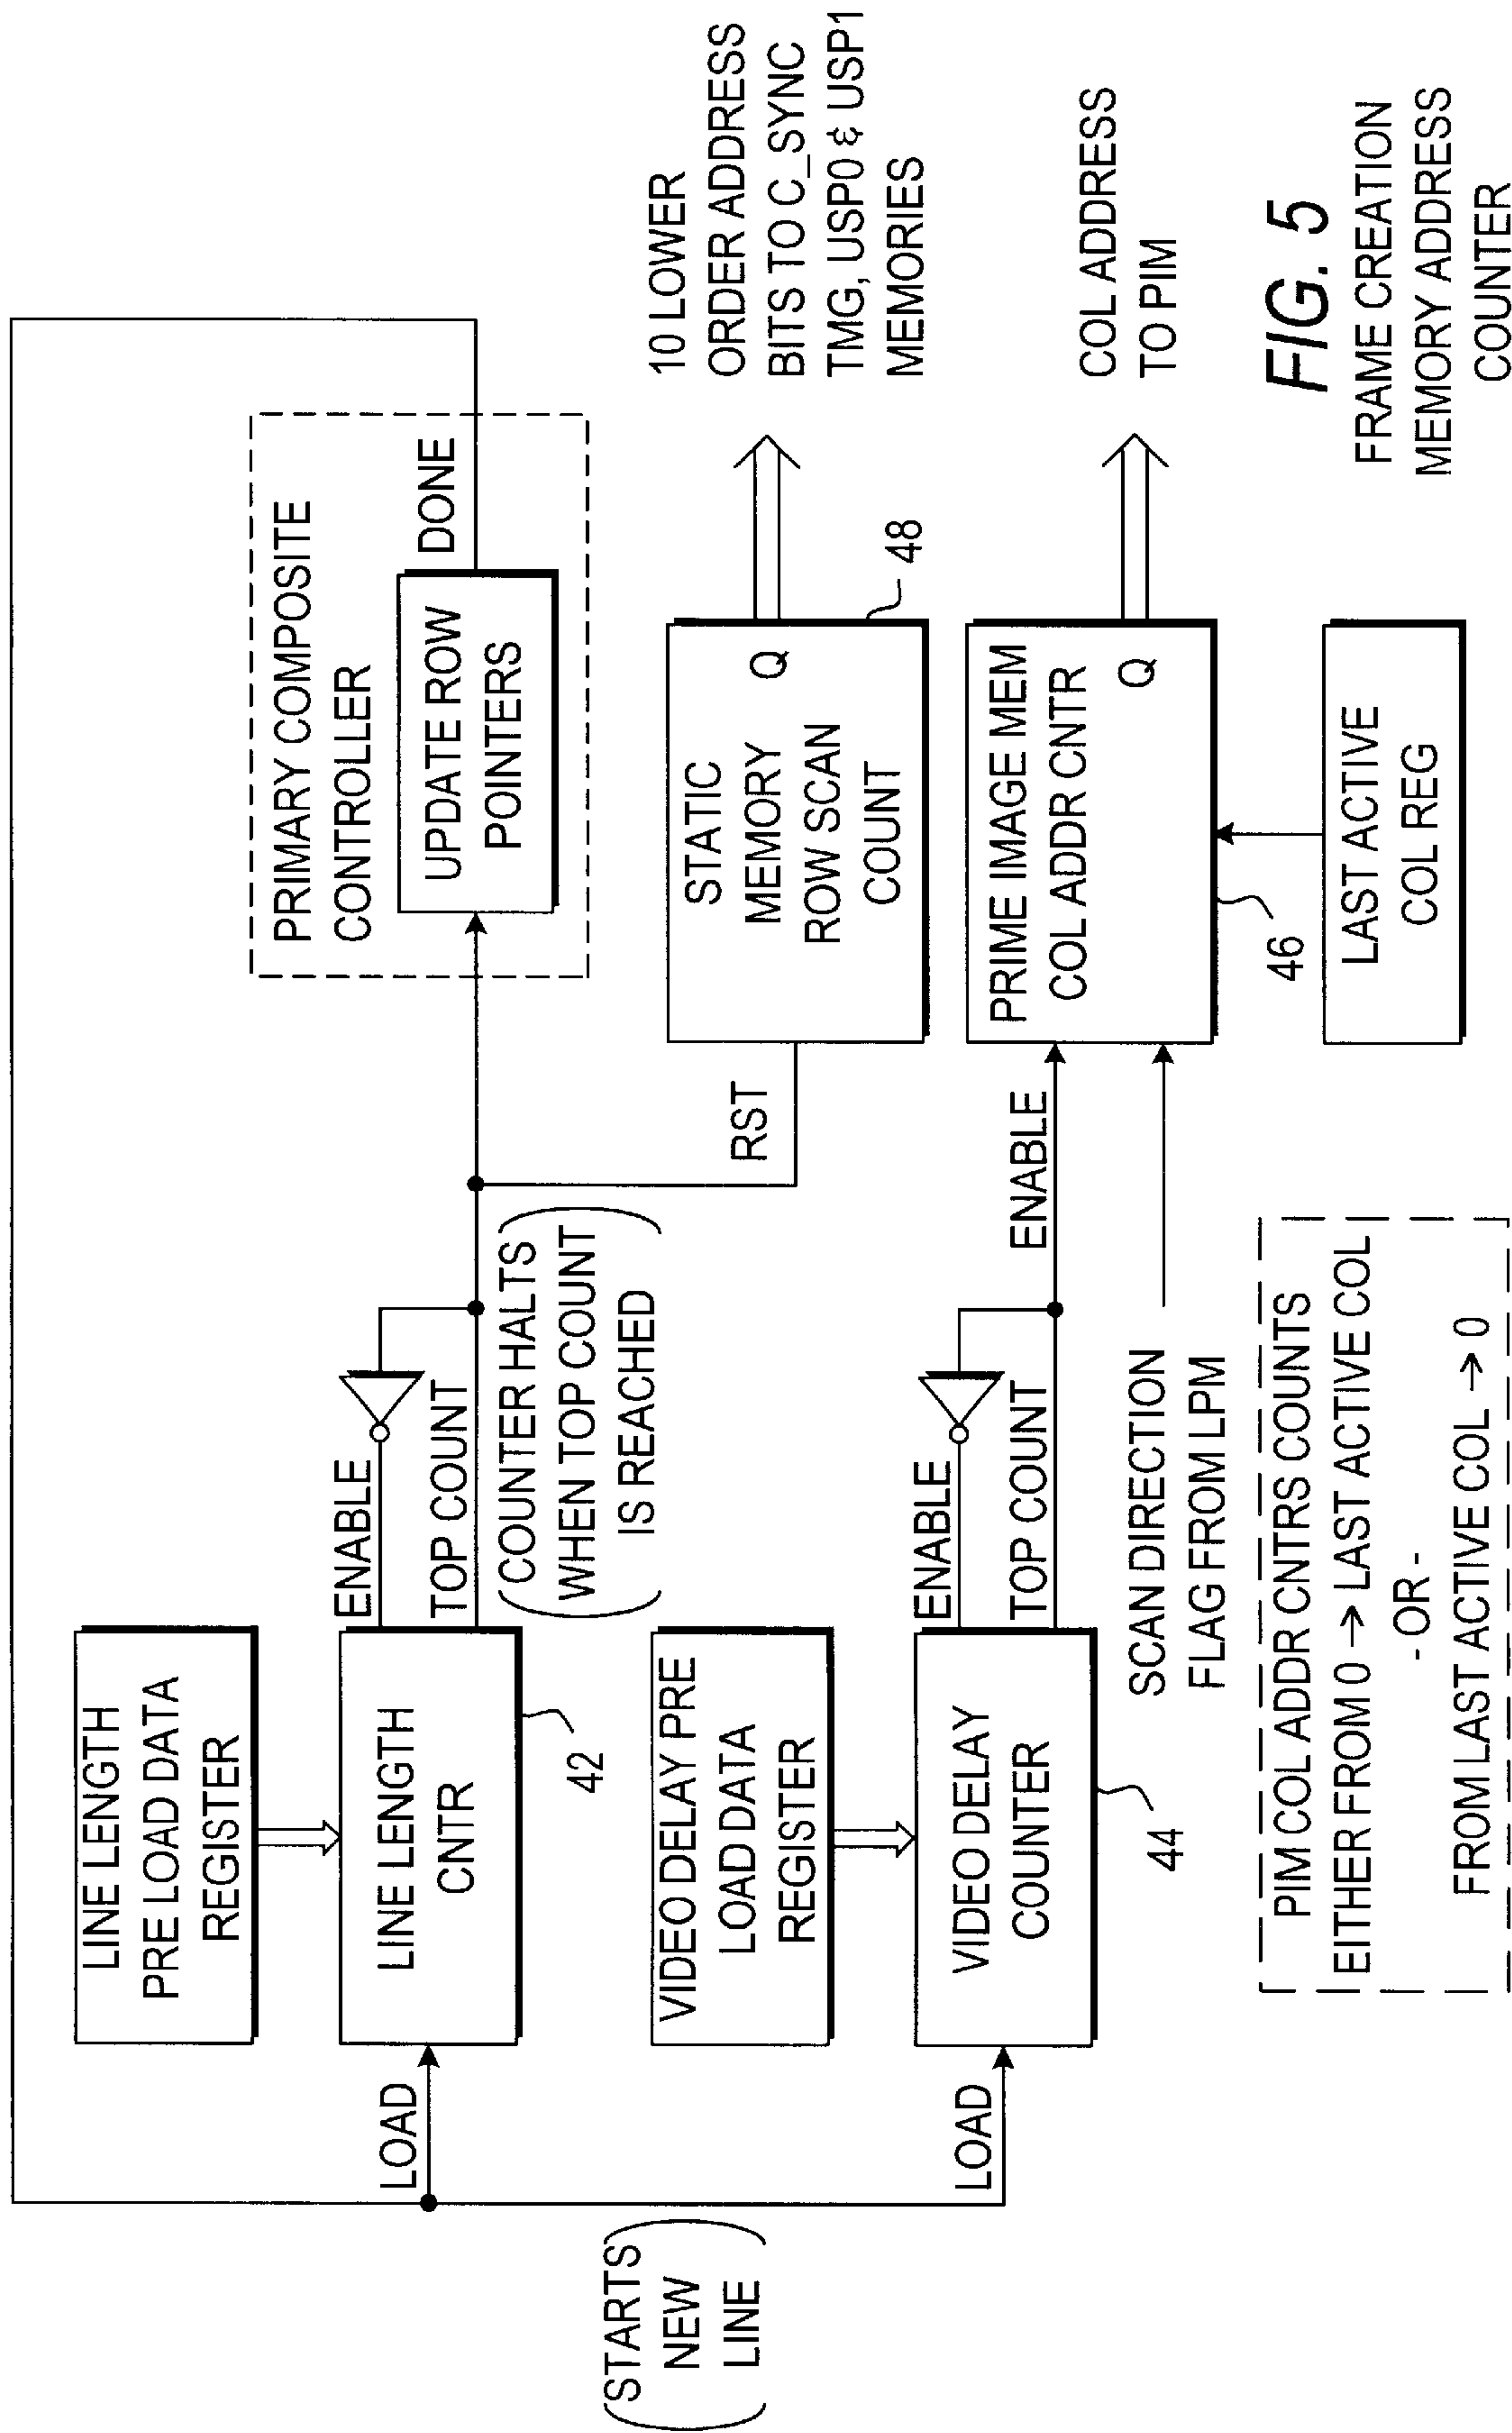 LINE LENGTH
PRE LOAD DATA
REGISTER
LOAD
LINE LENGTH
CNTR
42
ENABLE
TOP COUNT
COUNTER HALTS
WHEN TOP COUNT
IS REACHED
PRIMARY COMPOSITE
CONTROLLER
UPDATE ROW
POINTERS
DONE
STARTS
NEW
LINE
RST
STATIC
MEMORY Q
ROW SCAN
COUNT
48
10 LOWER
ORDER ADDRESS
BITS TO C_SYNC
TMG, USP0 & USP1
MEMORIES
VIDEO DELAY PRE
LOAD DATA
REGISTER
LOAD
VIDEO DELAY
COUNTER
44
ENABLE
TOP COUNT
ENABLE
SCAN DIRECTION
FLAG FROM LPM
PRIME IMAGE MEM
COL ADDR CNTR
Q
46
COL ADDRESS
TO PIM
LAST ACTIVE
COL REG
PIM COL ADDR CNTRS COUNTS
EITHER FROM 0 → LAST ACTIVE COL
- OR -
FROM LAST ACTIVE COL → 0
FIG. 5
FRAME CREATION
MEMORY ADDRESS
COUNTER